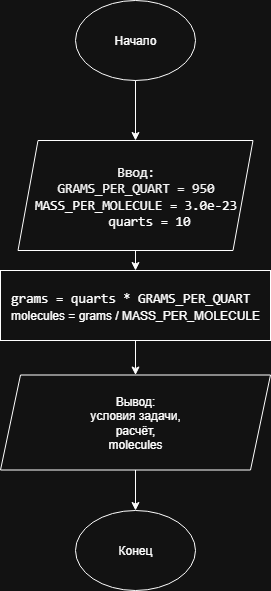 Начало
Ввод:
GRAMS_PER_QUART = 950
MASS_PER_MOLECULE = 3.0e-23
quarts = 10
grams = quarts * GRAMS_PER_QUART
molecules = grams / MASS_PER_MOLECULE
Вывод:
условия задачи,
расчёт,
molecules
Конец